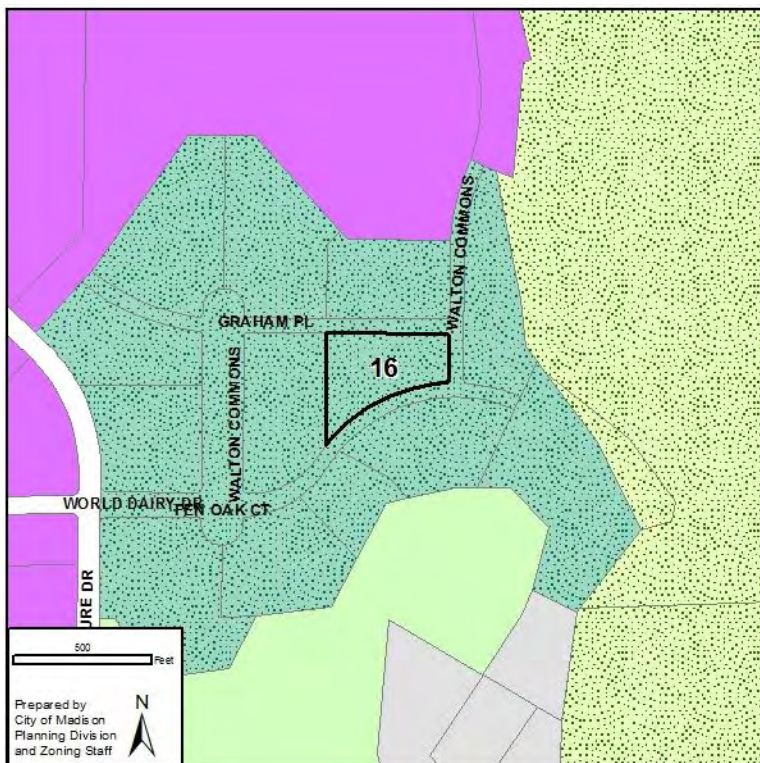 WALTON COMMONS
GRAHAM PL
16
WALTON COMMONS
WORLD DAIRY DR
FEN OAK CT
URE DR
500
Feet
Prepared by
City of Madison
Planning Division
and Zoning Staff
N